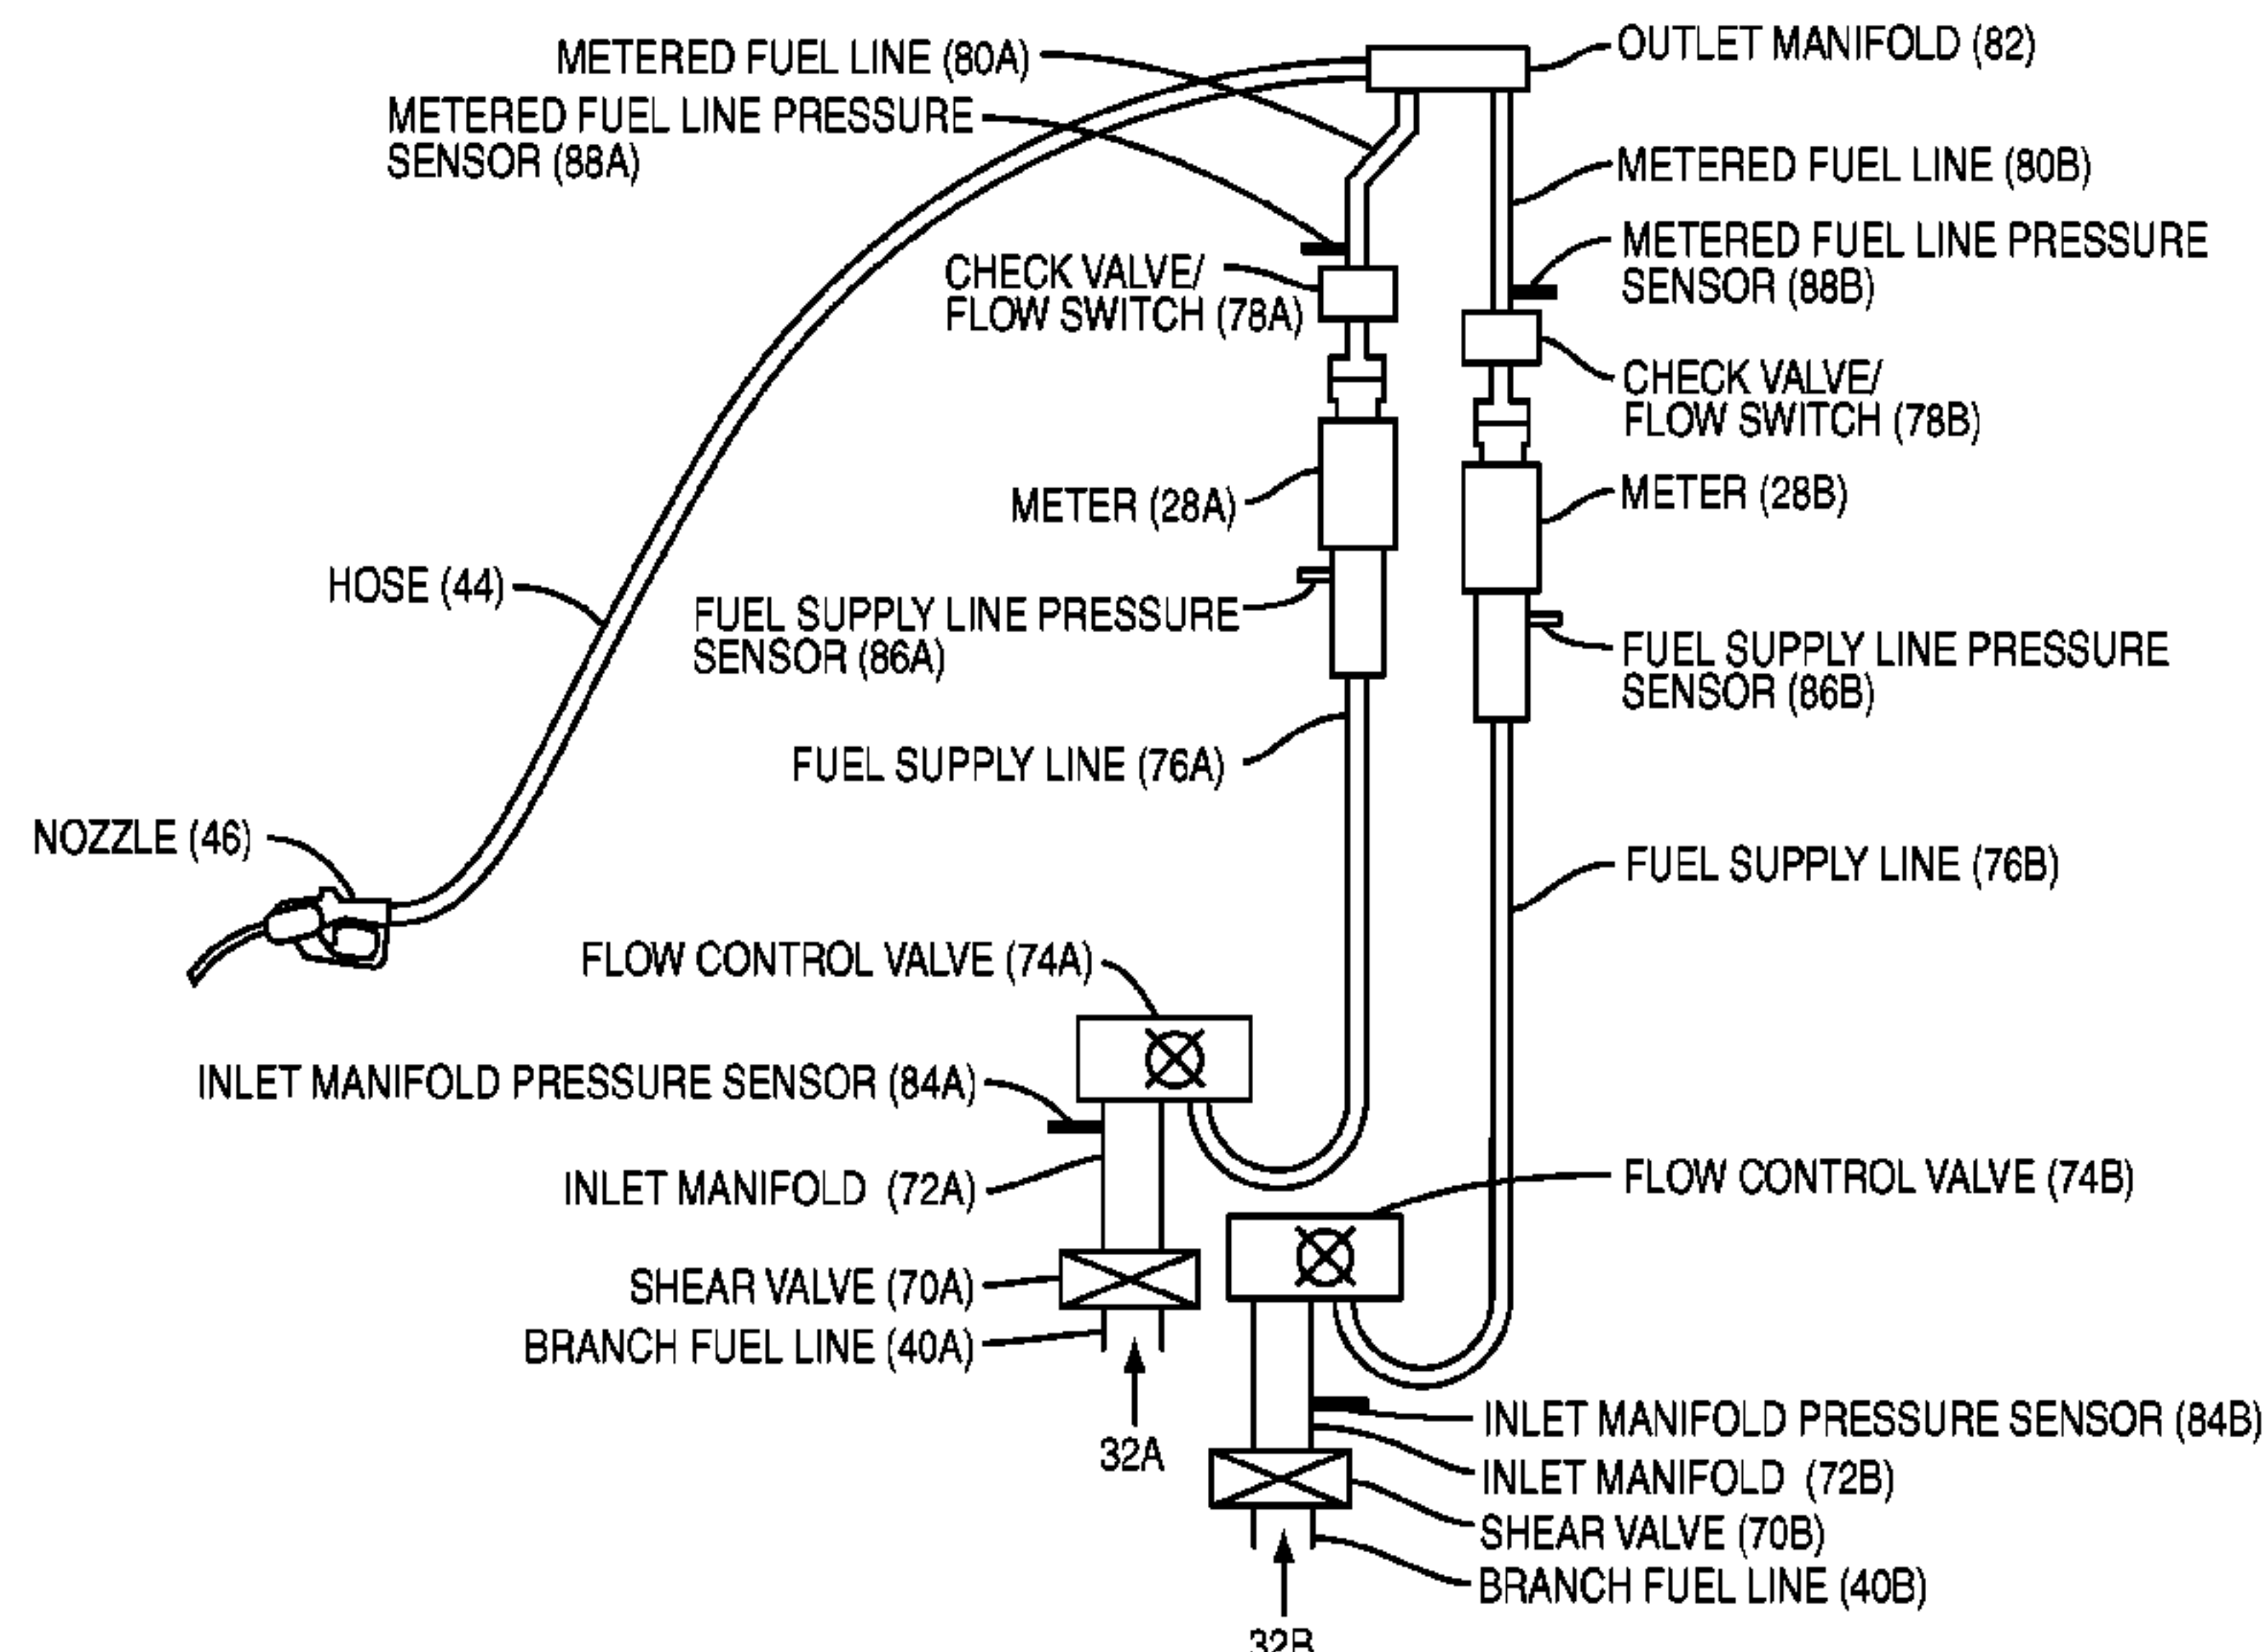 METERED FUEL LINE (80A)
OUTLET MANIFOLD (82)
METERED FUEL LINE PRESSURE
SENSOR (88A)
METERED FUEL LINE (80B)
METERED FUEL LINE PRESSURE
SENSOR (88B)
CHECK VALVE/
FLOW SWITCH (78A)
CHECK VALVE/
FLOW SWITCH (78B)
METER (28A)
METER (28B)
HOSE (44)
FUEL SUPPLY LINE PRESSURE
SENSOR (86A)
FUEL SUPPLY LINE PRESSURE
SENSOR (86B)
FUEL SUPPLY LINE (76A)
NOZZLE (46)
FUEL SUPPLY LINE (76B)
FLOW CONTROL VALVE (74A)
INLET MANIFOLD PRESSURE SENSOR (84A)
INLET MANIFOLD (72A)
FLOW CONTROL VALVE (74B)
SHEAR VALVE (70A)
BRANCH FUEL LINE (40A)
32A
INLET MANIFOLD PRESSURE SENSOR (84B)
INLET MANIFOLD (72B)
SHEAR VALVE (70B)
BRANCH FUEL LINE (40B)
32B